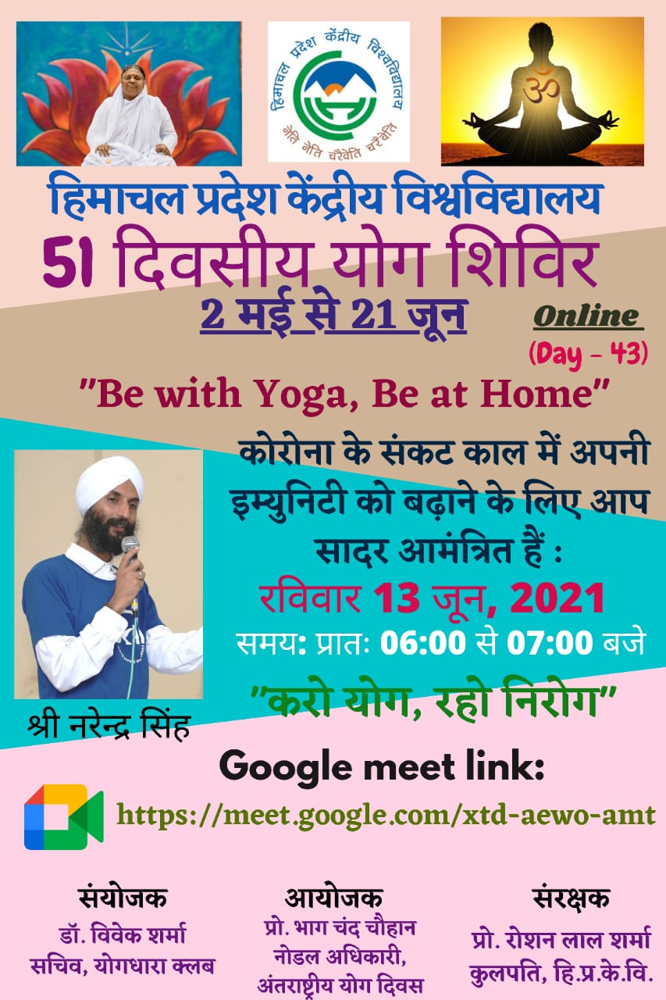 हिमाचल प्रदेश केंद्रीय विश्वविद्यालय
नेति नेति चरैवेति चरैवेति
ॐ
हिमाचल प्रदेश केंद्रीय विश्वविद्यालय
51 दिवसीय योग शिविर
2 मई से 21 जून
Online
(Day - 43)
"Be with Yoga, Be at Home"
कोरोना के संकट काल में अपनी
इम्युनिटी को बढ़ाने के लिए आप
सादर आमंत्रित हैं :
रविवार 13 जून, 2021
समय: प्रातः 06:00 से 07:00 बजे
"करो योग, रहो निरोग"
श्री नरेन्द्र सिंह
Google meet link:
https://meet.google.com/xtd-aewo-amt
संयोजक
डॉ. विवेक शर्मा
सचिव, योगधारा क्लब
आयोजक
प्रो. भाग चंद चौहान
नोडल अधिकारी,
अंतराष्ट्रीय योग दिवस
संरक्षक
प्रो. रोशन लाल शर्मा
कुलपति, हि.प्र.के.वि.